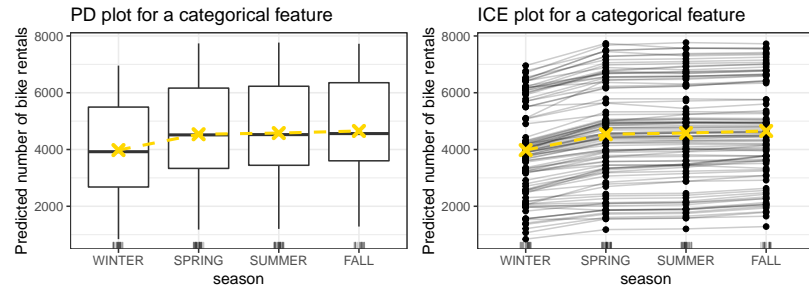 PD plot for a categorical feature
Predicted number of bike rentals
8000
6000
4000
2000
WINTER SPRING SUMMER FALL
season
ICE plot for a categorical feature
Predicted number of bike rentals
8000
6000
4000
2000
WINTER SPRING SUMMER FALL
season